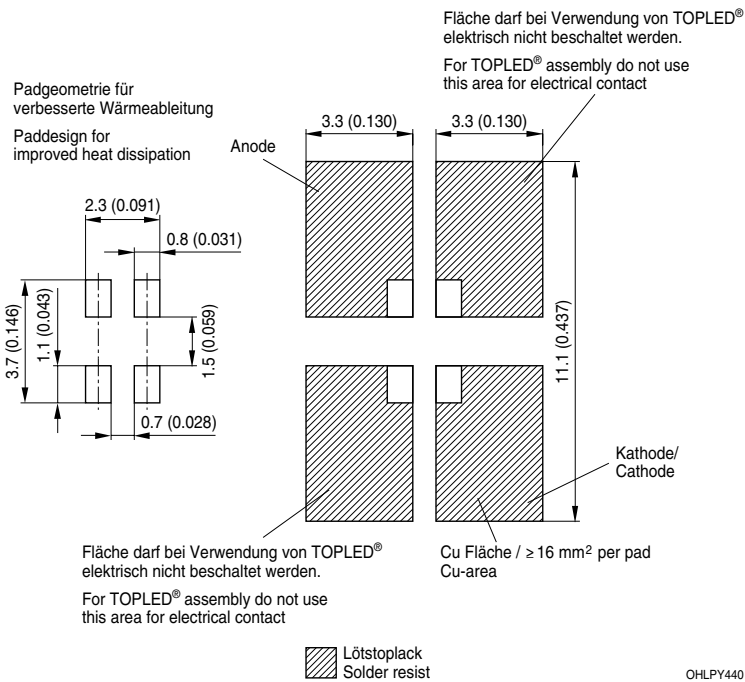 Fläche darf bei Verwendung von TOPLED®
elektrisch nicht beschaltet werden.
For TOPLED® assembly do not use
this area for electrical contact
Padgeometrie für
verbesserte Wärmeableitung
Paddesign for
improved heat dissipation
Anode
3.3 (0.130)
3.3 (0.130)
2.3 (0.091)
0.8 (0.031)
3.7 (0.146)
1.1 (0.043)
1.5 (0.059)
11.1 (0.437)
0.7 (0.028)
Kathode/
Cathode
Fläche darf bei Verwendung von TOPLED®
elektrisch nicht beschaltet werden.
For TOPLED® assembly do not use
this area for electrical contact
Cu Fläche / ≥ 16 mm² per pad
Cu-area
Lötstoplack
Solder resist
OHLPY440